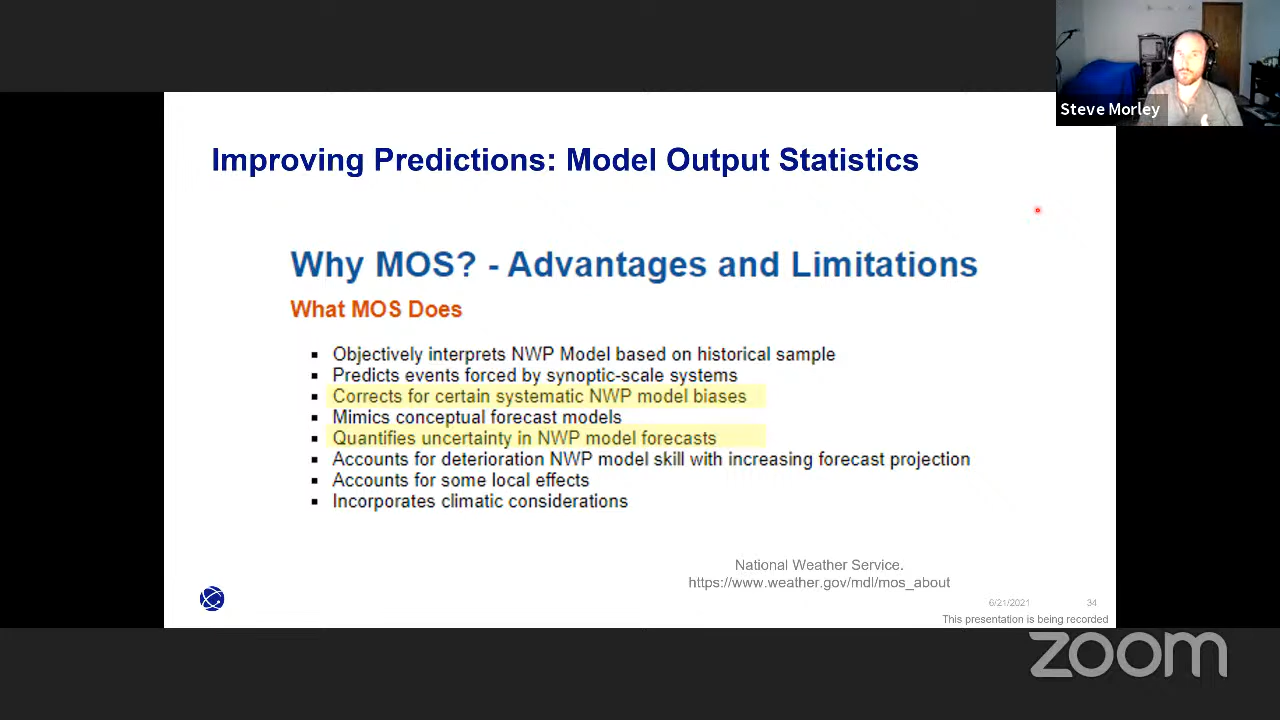 Steve Morley
Improving Predictions: Model Output Statistics
Why MOS? - Advantages and Limitations
What MOS Does
Objectively interprets NWP Model based on historical sample
Predicts events forced by synoptic-scale systems
Corrects for certain systematic NWP model biases
Mimics conceptual forecast models
Quantifies uncertainty in NWP model forecasts
Accounts for deterioration NWP model skill with increasing forecast projection
Accounts for some local effects
Incorporates climatic considerations
National Weather Service.
https://www.weather.gov/mdl/mos_about
6/21/2021 34
This presentation is being recorded
zoom